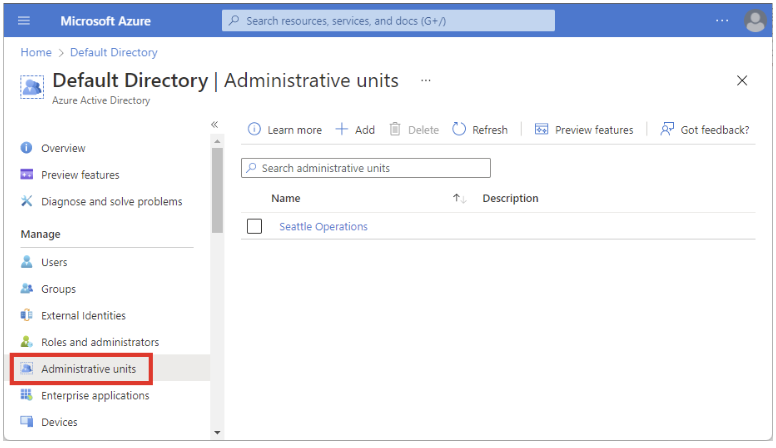 Microsoft Azure
Search resources, services, and docs (G+/)
...
Home > Default Directory
Default Directory | Administrative units ...
Azure Active Directory
Overview
Preview features
Diagnose and solve problems
Manage
Users
Groups
External Identities
Roles and administrators
Administrative units
Enterprise applications
Devices
Learn more + Add Delete Refresh Preview features Got feedback?
Search administrative units
Name Description
Seattle Operations